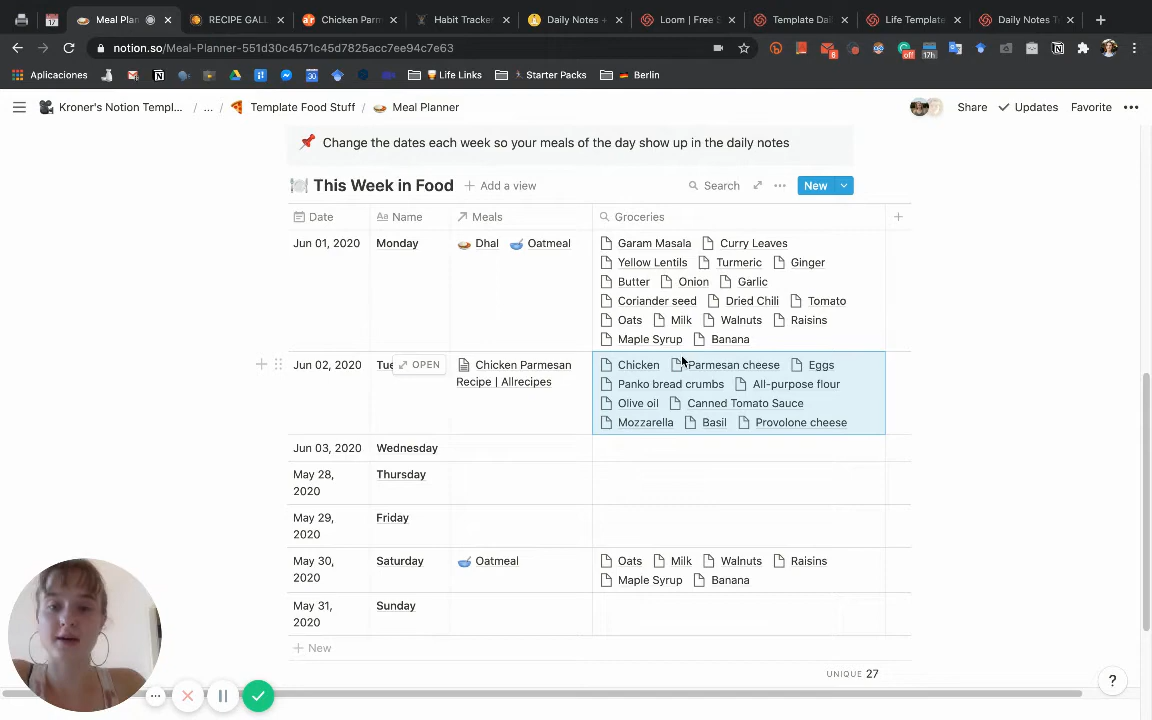 Meal Plan
RECIPE GALL
Chicken Parm
Habit Tracker
Daily Notes +
Loom | Free S
Template Dail
Life Template
Daily Notes T
notion.so/Meal-Planner-551d30c4571c45d7825acc7ee94c7e63
6
off
17h
Aplicaciones
Life Links
Starter Packs
Berlin
Kroner's Notion Templ... / ... / Template Food Stuff / Meal Planner
Share
Updates
Favorite
Change the dates each week so your meals of the day show up in the daily notes
This Week in Food
+ Add a view
Search
New
Date
Aa Name
Meals
Groceries
Jun 01, 2020
Monday
Dhal Oatmeal
Garam Masala Curry Leaves
Yellow Lentils Turmeric Ginger
Butter Onion Garlic
Coriander seed Dried Chili Tomato
Oats Milk Walnuts Raisins
Maple Syrup Banana
Jun 02, 2020
Tue
OPEN
Chicken Parmesan
Recipe | Allrecipes
Chicken Parmesan cheese Eggs
Panko bread crumbs All-purpose flour
Olive oil Canned Tomato Sauce
Mozzarella Basil Provolone cheese
Jun 03, 2020
Wednesday
May 28,
2020
Thursday
May 29,
2020
Friday
May 30,
2020
Saturday
Oatmeal
Oats Milk Walnuts Raisins
Maple Syrup Banana
May 31,
2020
Sunday
+ New
UNIQUE 27
?